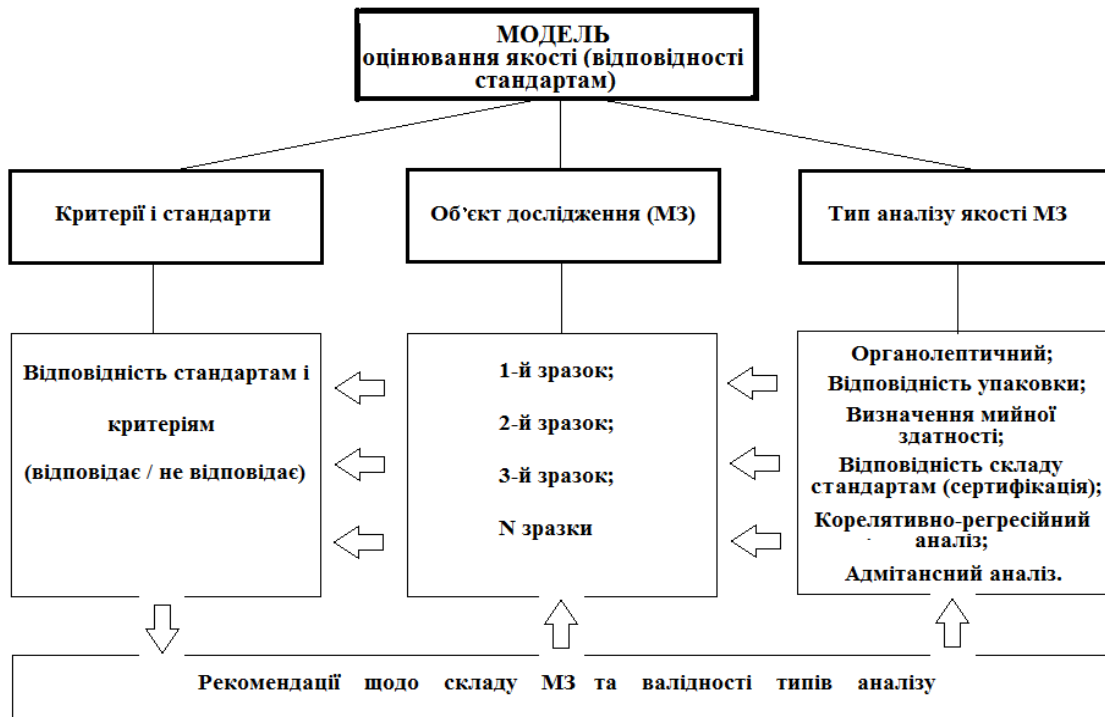 МОДЕЛЬ
оцінювання якості (відповідності
стандартам)
Критерії і стандарти
Об’єкт дослідження (МЗ)
Тип аналізу якості МЗ
Відповідність стандартам і
критеріям
(відповідає / не відповідає)
1-й зразок;
2-й зразок;
3-й зразок;
N зразки
Органолептичний;
Відповідність упаковки;
Визначення мийної
здатності;
Відповідність складу
стандартам (сертифікація);
Корелятивно-регресійний
аналіз;
Адмітансний аналіз.
Рекомендації щодо складу МЗ та валідності типів аналізу